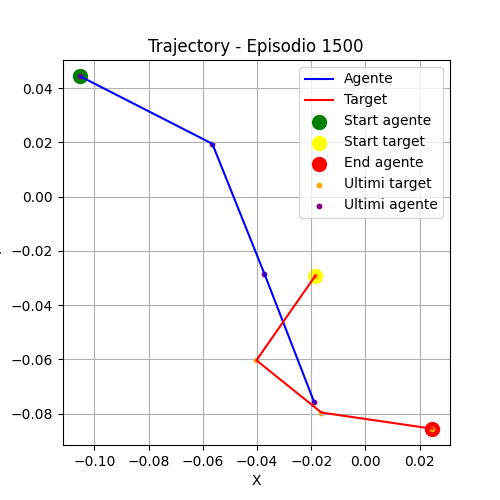 Trajectory - Episodio 1500
Agente
Target
Start agente
Start target
End agente
Ultimi target
Ultimi agente
0.04
0.02
0.00
−0.02
−0.04
−0.06
−0.08
−0.10 −0.08 −0.06 −0.04 −0.02 0.00 0.02
X